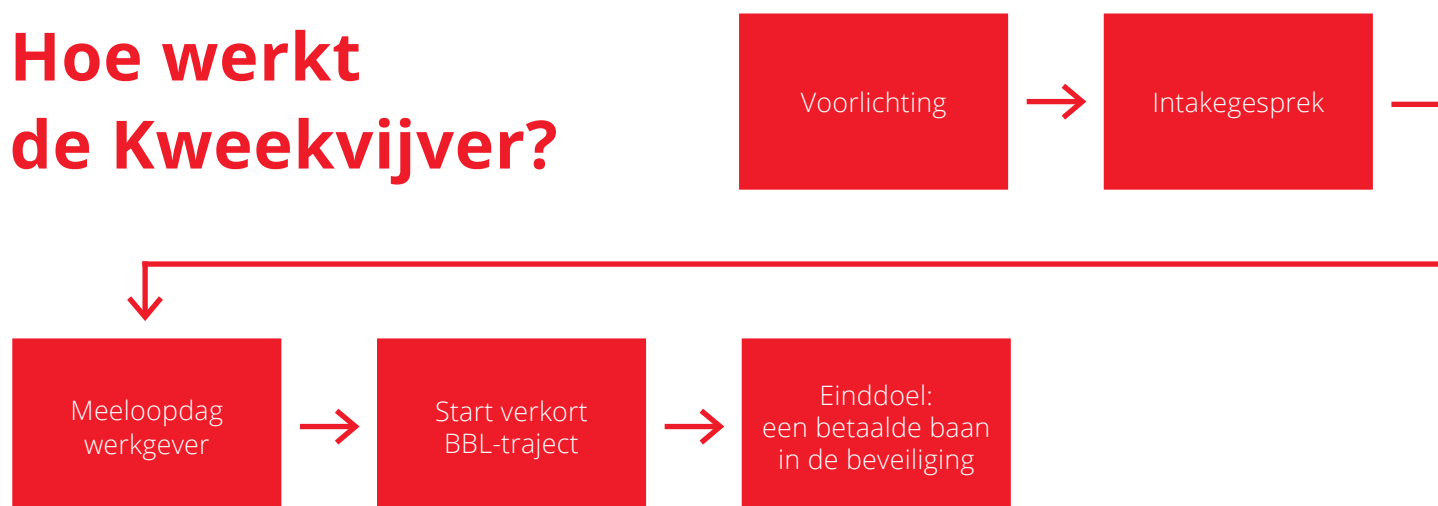 Hoe werkt
de Kweekvijver?
Voorlichting
Intakegesprek
Meeloopdag
werkgever
Start verkort
BBL-traject
Einddoel:
een betaalde baan
in de beveiliging